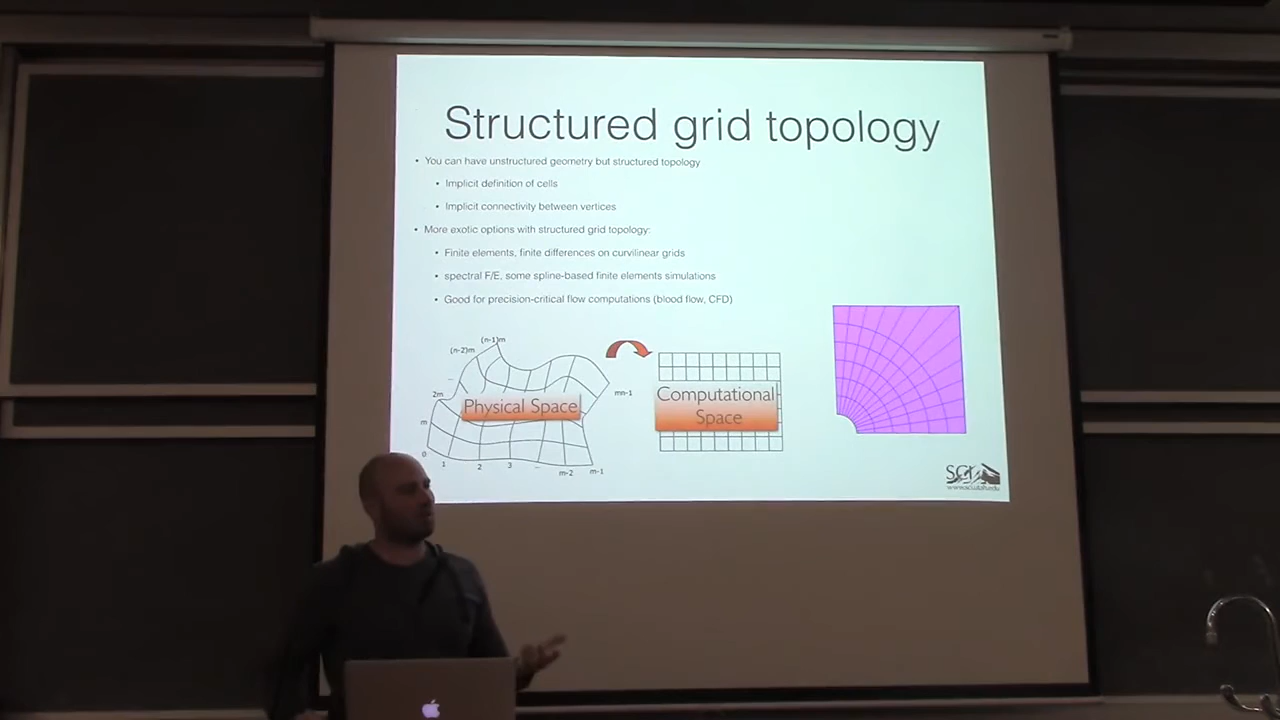 Structured grid topology
• You can have unstructured geometry but structured topology
• Implicit definition of cells
• Implicit connectivity between vertices
• More exotic options with structured grid topology:
• Finite elements, finite differences on curvilinear grids
• spectral F/E, some spline-based finite elements simulations
• Good for precision-critical flow computations (blood flow, CFD)
(n-1)m
(n-2)m
...
2m
m
0
1
2
3
...
m-2
m-1
mn-1
Physical Space
Computational
Space
SCI